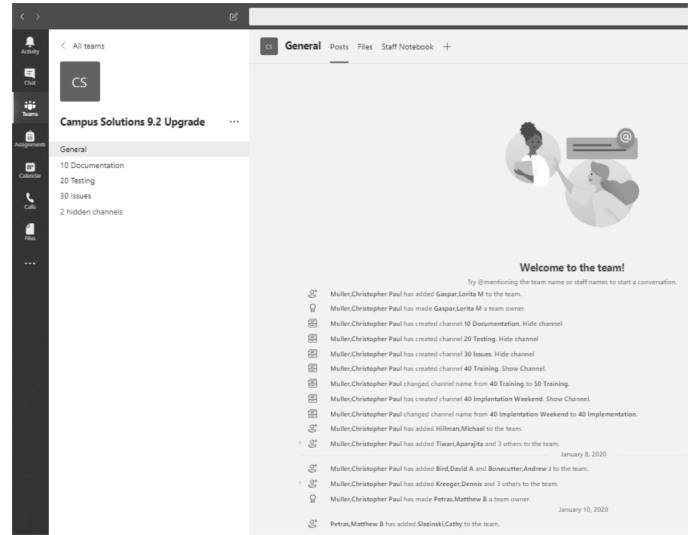 Activity
Chat
Teams
Assignments
Calendar
Calls
Files
All teams
CS
Campus Solutions 9.2 Upgrade
General
10 Documentation
20 Testing
30 Issues
2 hidden channels
CS General Posts Files Staff Notebook +
Welcome to the team!
Try @mentioning the team name or staff names to start a conversation.
Muller,Christopher Paul has added Gaspar,Lorita M to the team.
Muller,Christopher Paul has made Gaspar,Lorita M a team owner.
Muller,Christopher Paul has created channel 10 Documentation. Hide channel
Muller,Christopher Paul has created channel 20 Testing. Hide channel
Muller,Christopher Paul has created channel 30 Issues. Hide channel
Muller,Christopher Paul has created channel 40 Training. Show Channel.
Muller,Christopher Paul changed channel name from 40 Training to 50 Training.
Muller,Christopher Paul has created channel 40 Implentation Weekend. Show Channel.
Muller,Christopher Paul changed channel name from 40 Implentation Weekend to 40 Implementation.
Muller,Christopher Paul has added Hillman,Michael to the team.
Muller,Christopher Paul has added Tiwari,Aparajita and 3 others to the team.
January 8, 2020
Muller,Christopher Paul has added Bird,David A and Bonecutter,Andrew J to the team.
Muller,Christopher Paul has added Kreeger,Dennis and 3 others to the team.
Muller,Christopher Paul has made Petras,Matthew B a team owner.
January 10, 2020
Petras,Matthew B has added Slazinski,Cathy to the team.